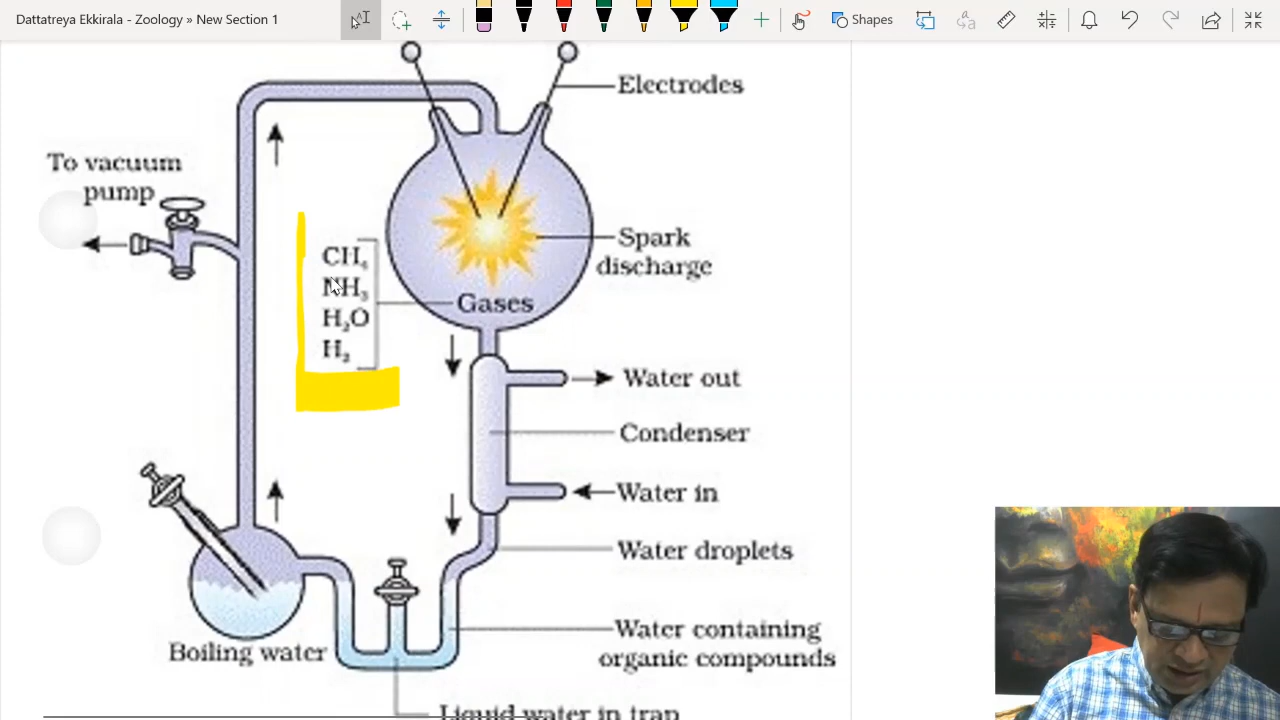 Dattatreya Ekkirala - Zoology » New Section 1
Shapes
Electrodes
To vacuum
pump
Spark
discharge
CH₄
NH₃
H₂O
H₂
Gases
Water out
Condenser
Water in
Water droplets
Water containing
organic compounds
Boiling water
Liquid water in trap